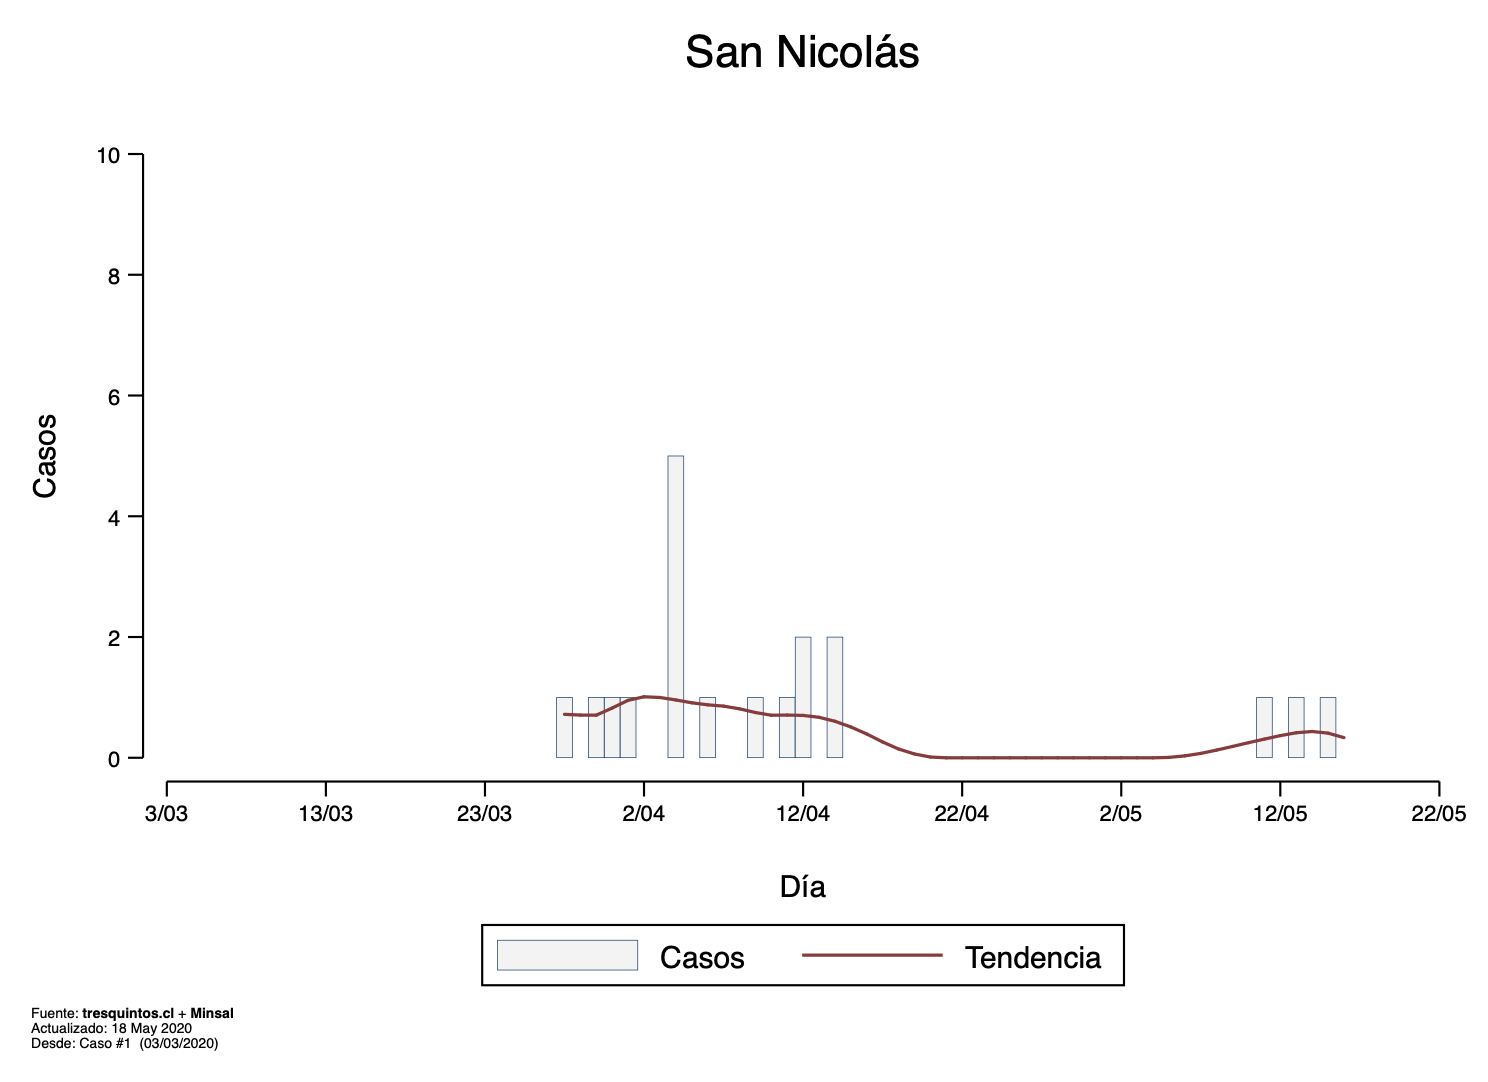 San Nicolás
10
8
6
4
2
0
Casos
3/03 13/03 23/03 2/04 12/04 22/04 2/05 12/05 22/05
Día
Casos Tendencia
Fuente: tresquintos.cl + Minsal
Actualizado: 18 May 2020
Desde: Caso #1 (03/03/2020)